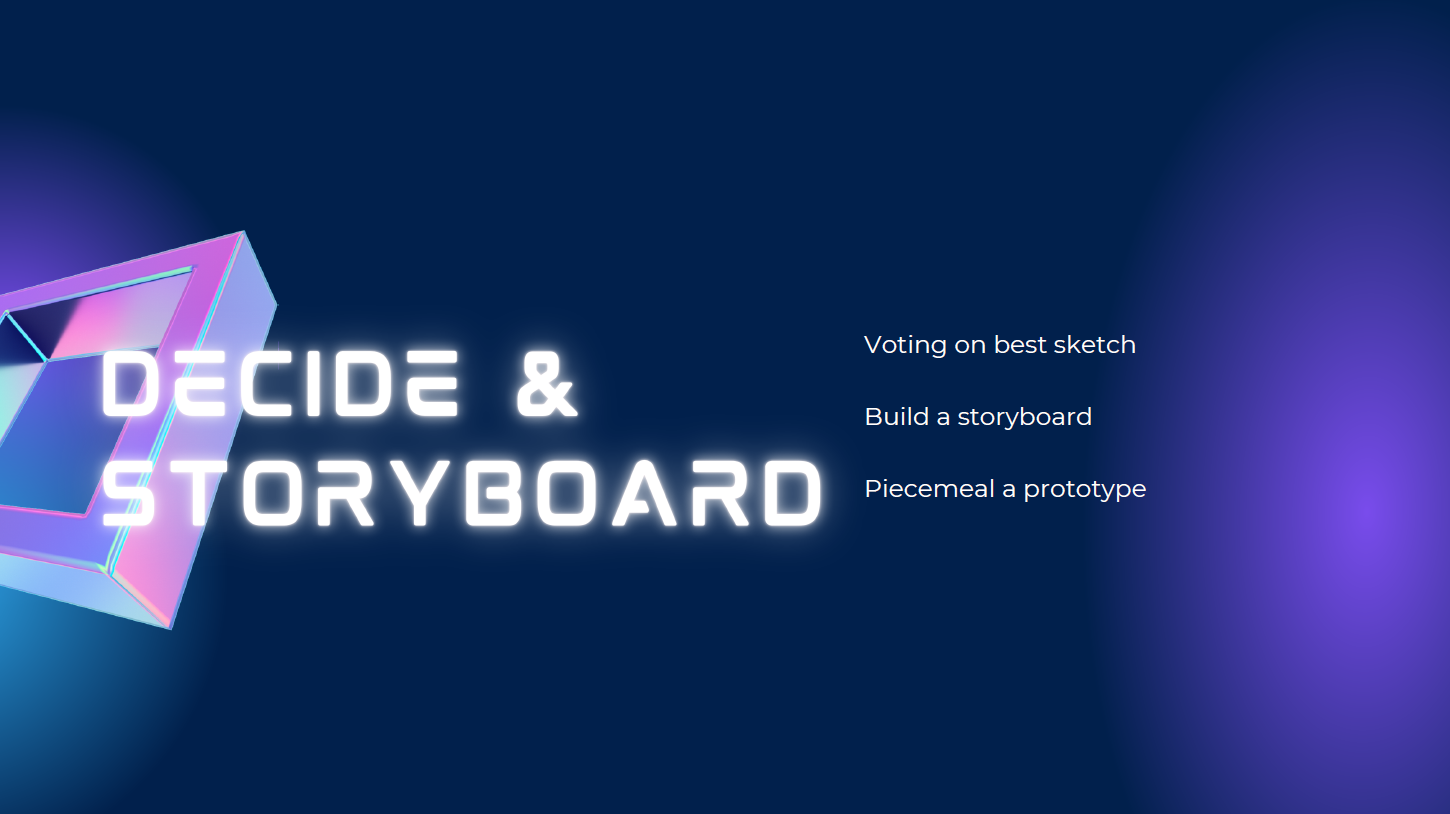 DECIDE &
STORYBOARD
Voting on best sketch
Build a storyboard
Piecemeal a prototype